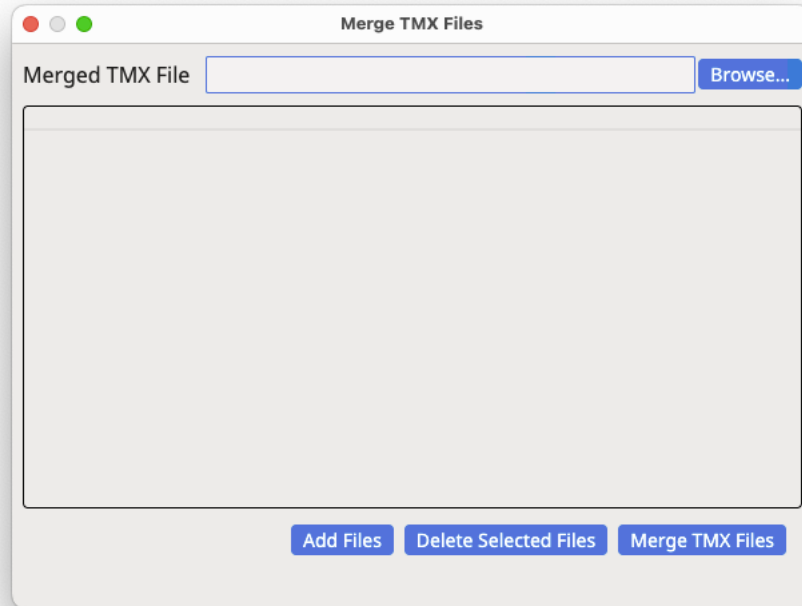 Merge TMX Files
Merged TMX File Browse...
Add Files Delete Selected Files Merge TMX Files